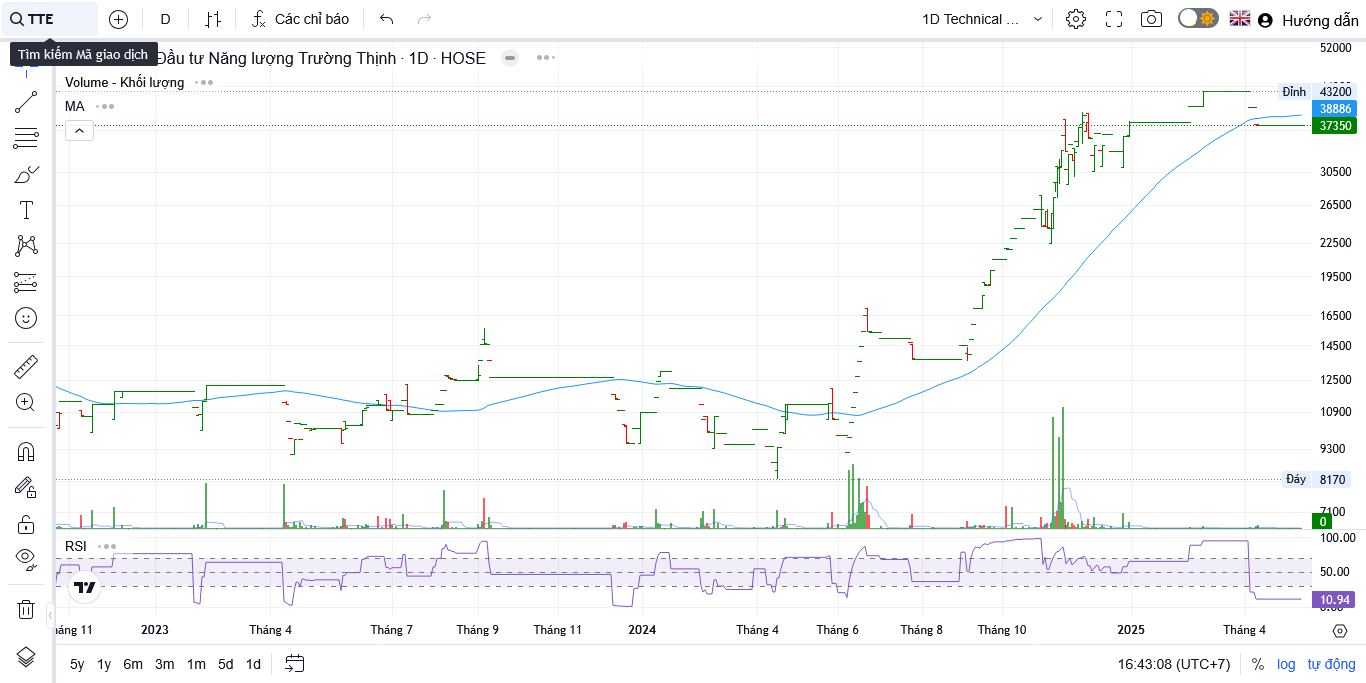 TTE
D
Các chỉ báo
1D Technical ...
Hướng dẫn
Tìm kiếm Mã giao dịch
Đầu tư Năng lượng Trường Thịnh · 1D · HOSE
Volume - Khối lượng
MA
52000
Đỉnh 43200
38886
37350
30500
26500
22500
19500
16500
14500
12500
10900
9300
Đáy 8170
7100
0
RSI
100.00
50.00
10.94
0.00
háng 11 2023 Tháng 4 Tháng 7 Tháng 9 Tháng 11 2024 Tháng 4 Tháng 6 Tháng 8 Tháng 10 2025 Tháng 4
5y 1y 6m 3m 1m 5d 1d
16:43:08 (UTC+7) % log tự động